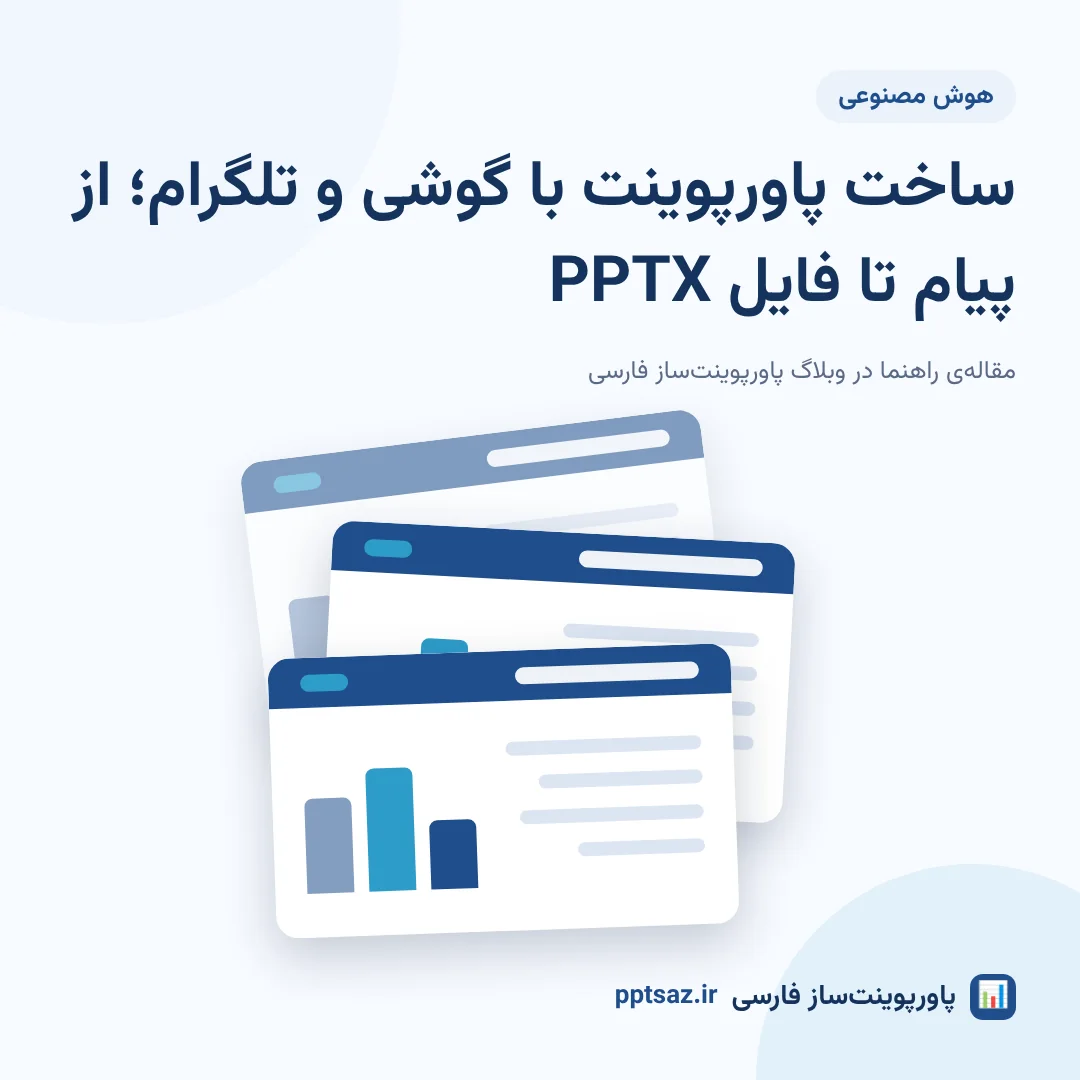 هوش مصنوعی
ساخت پاورپوینت با گوشی و تلگرام؛ از
پیام تا فایل PPTX
مقاله‌ی راهنما در وبلاگ پاورپوینت‌ساز فارسی
پاورپوینت‌ساز فارسی pptsaz.ir